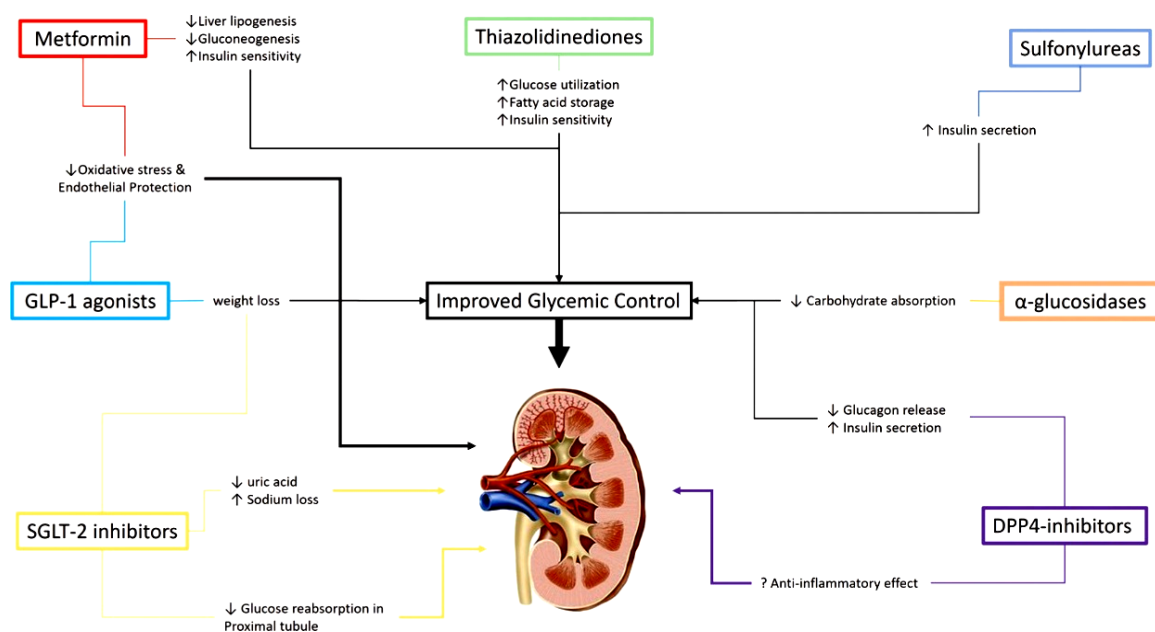 Metformin
↓Liver lipogenesis
↓Gluconeogenesis
↑Insulin sensitivity
Thiazolidinediones
↑Glucose utilization
↑Fatty acid storage
↑Insulin sensitivity
Sulfonylureas
↑ Insulin secretion
↓Oxidative stress &
Endothelial Protection
GLP-1 agonists
weight loss
Improved Glycemic Control
↓ Carbohydrate absorption
α-glucosidases
↓ Glucagon release
↑ Insulin secretion
↓ uric acid
↑ Sodium loss
SGLT-2 inhibitors
DPP4-inhibitors
? Anti-inflammatory effect
↓ Glucose reabsorption in
Proximal tubule